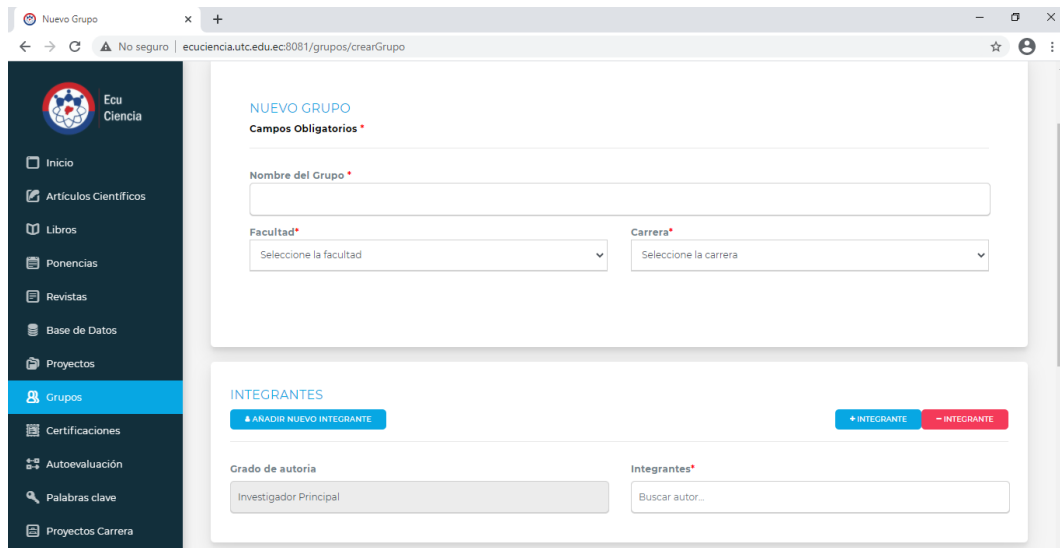 Nuevo Grupo
No seguro | ecuciencia.utc.edu.ec:8081/grupos/crearGrupo
Ecu
Ciencia
Inicio
Artículos Científicos
Libros
Ponencias
Revistas
Base de Datos
Proyectos
Grupos
Certificaciones
Autoevaluación
Palabras clave
Proyectos Carrera
NUEVO GRUPO
Campos Obligatorios *
Nombre del Grupo *
Facultad* Carrera*
Seleccione la facultad Seleccione la carrera
INTEGRANTES
AÑADIR NUEVO INTEGRANTE + INTEGRANTE − INTEGRANTE
Grado de autoria Integrantes*
Investigador Principal Buscar autor...